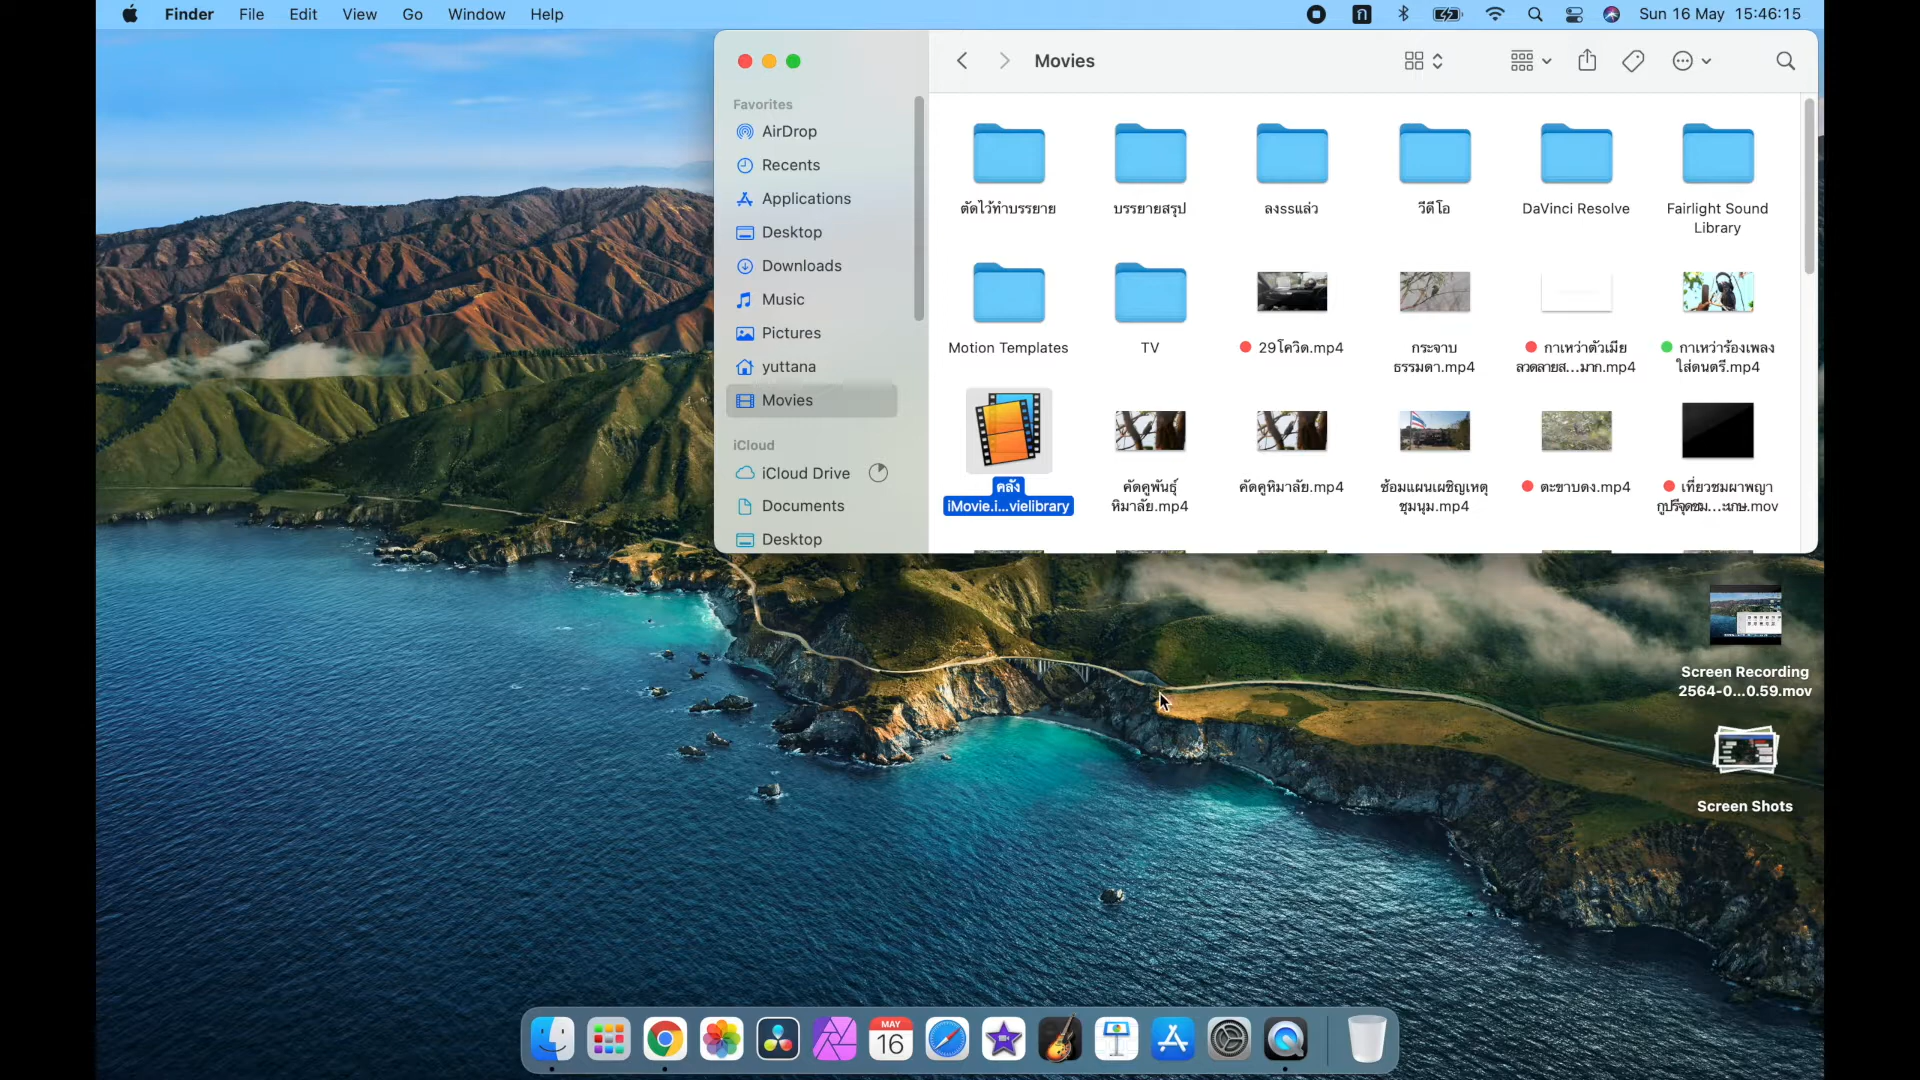 Finder File Edit View Go Window Help
ก
Sun 16 May 15:46:15
Movies
Favorites
AirDrop
Recents
Applications
Desktop
Downloads
Music
Pictures
yuttana
Movies
iCloud
iCloud Drive
Documents
Desktop
ตัดไว้ทำบรรยาย
บรรยายสรุป
ลงรรแล่ว
วีดีโอ
DaVinci Resolve
Fairlight Sound
Library
Motion Templates
TV
29โควิด.mp4
กระจาบ
ธรรมดา.mp4
กาเหว่าตัวเมีย
ลวดลายส...มาก.mp4
กาเหว่าร้องเพลง
ใส่ดนตรี.mp4
คลัง
iMovie.i...vielibrary
คัดคูพันธุ์
หิมาลัย.mp4
คัดคูหิมาลัย.mp4
ซ้อมแผนเผชิญเหตุ
ชุมนุม.mp4
ตะขาบดง.mp4
เที่ยวชมผาพญา
Screen Recording
2564-0...0.59.mov
Screen Shots
MAY
16